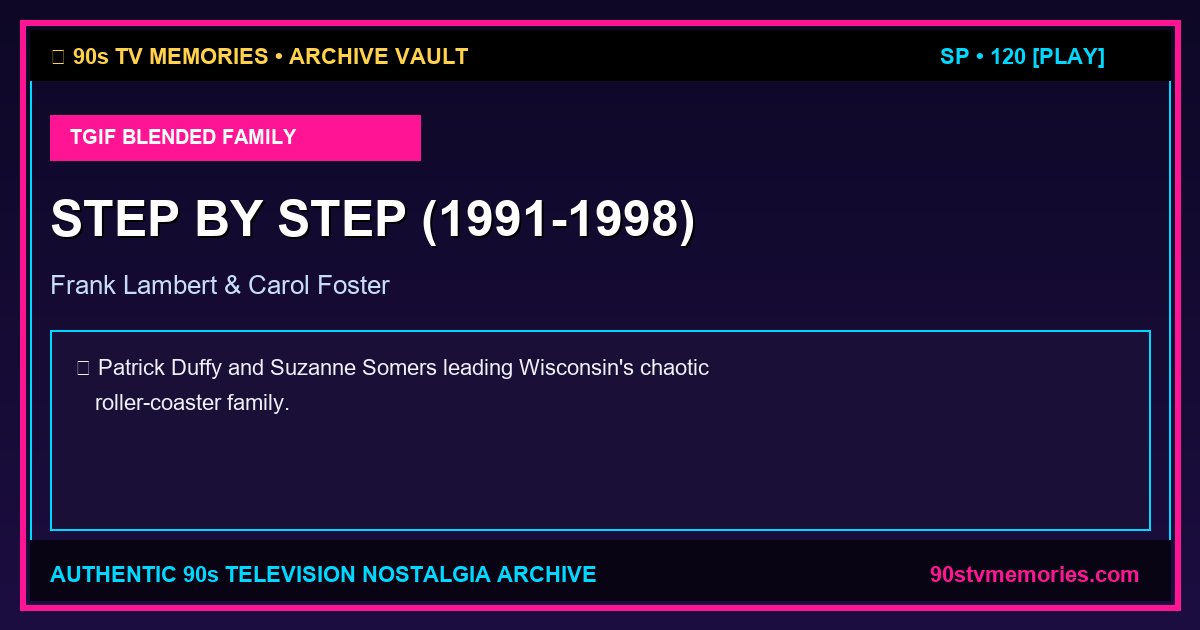 90s TV MEMORIES • ARCHIVE VAULT
SP • 120 [PLAY]
TGIF BLENDED FAMILY
STEP BY STEP (1991-1998)
Frank Lambert & Carol Foster
Patrick Duffy and Suzanne Somers leading Wisconsin's chaotic
roller-coaster family.
AUTHENTIC 90s TELEVISION NOSTALGIA ARCHIVE
90stvmemories.com